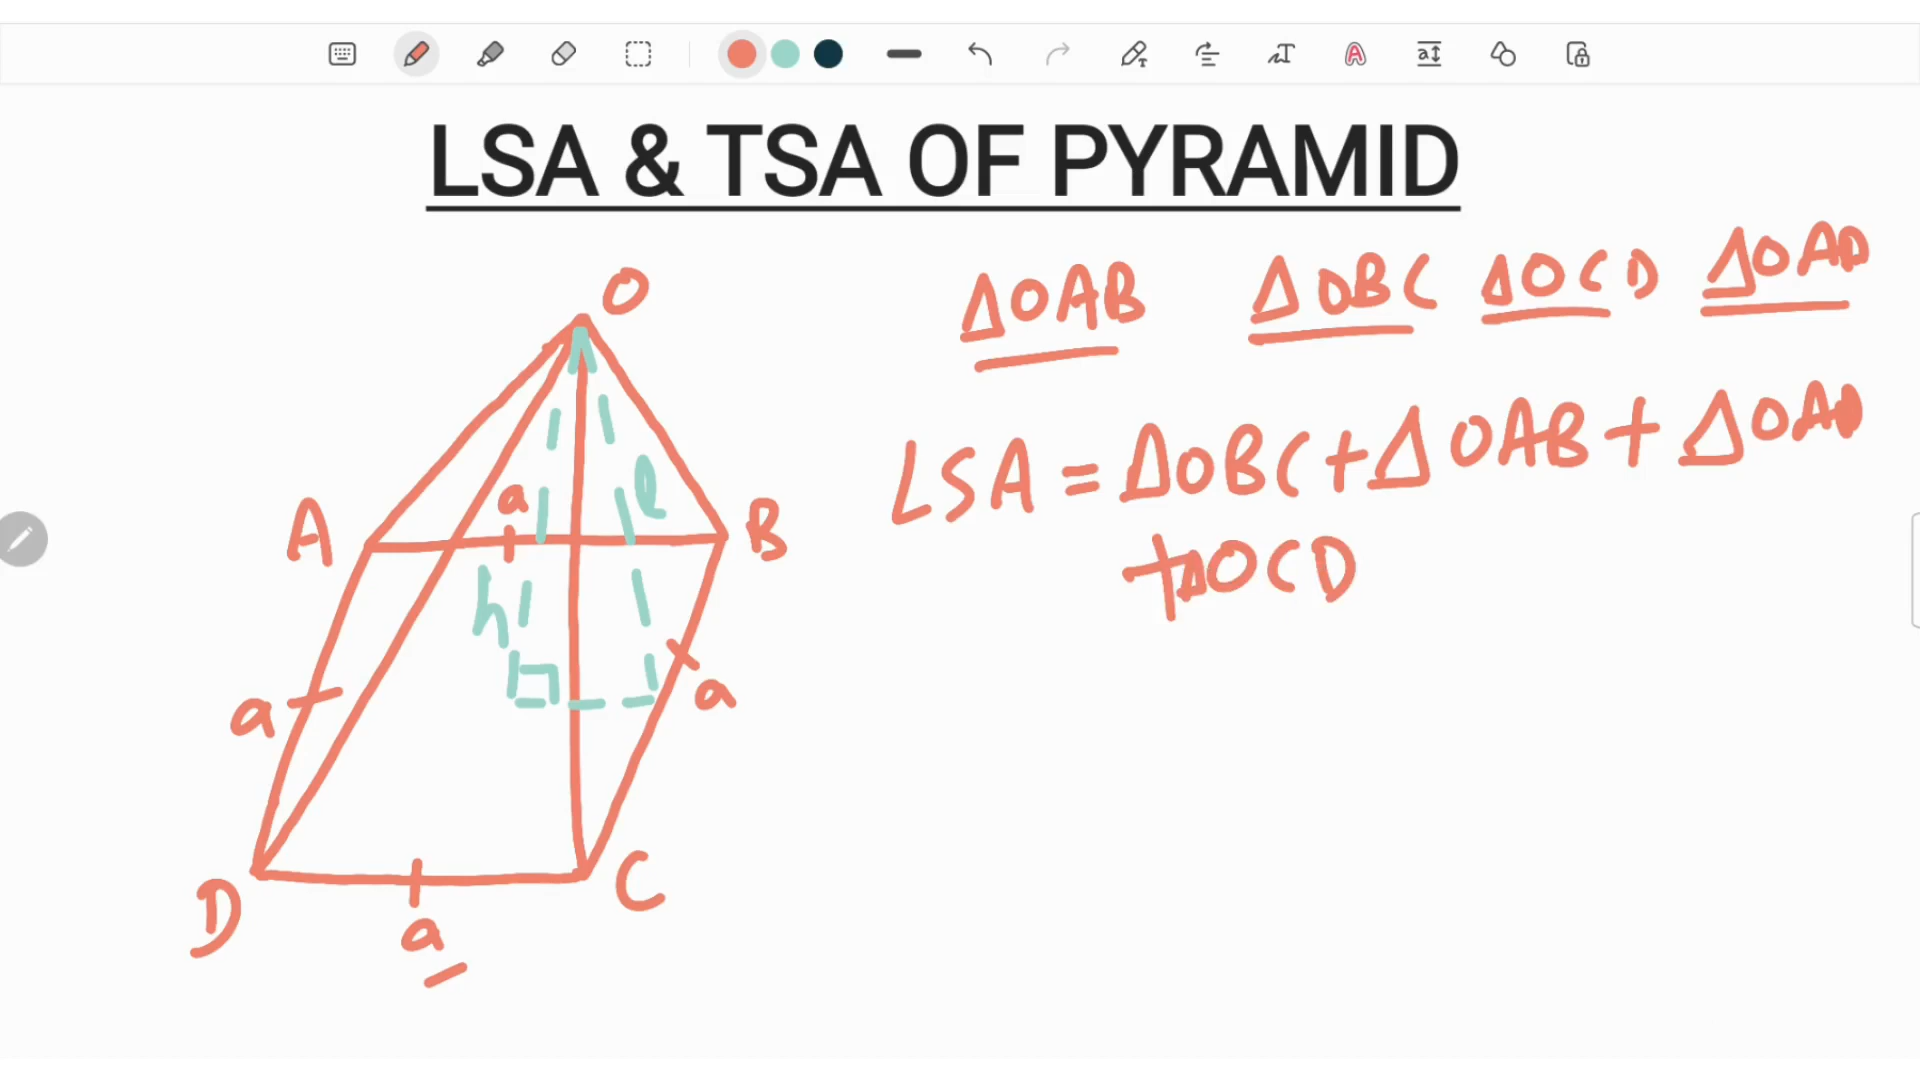 LSA & TSA OF PYRAMID
ΔOAB ΔOBC ΔOCD ΔOAD
LSA = ΔOBC + ΔOAB + ΔOAD
+ΔOCD
O
A
a
l
B
h
a
a
D
C
a